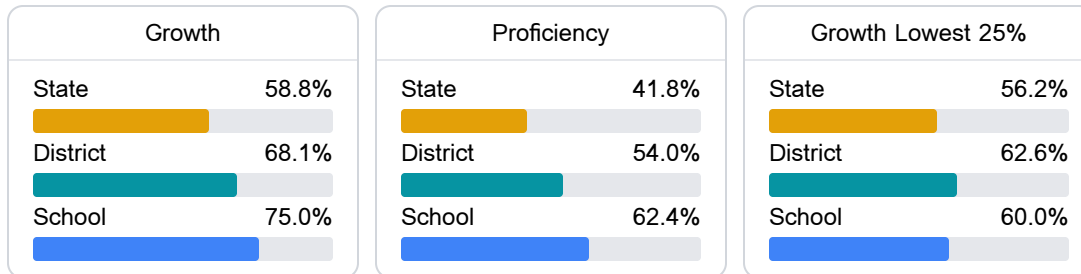 Growth
State 58.8%
District 68.1%
School 75.0%
Proficiency
State 41.8%
District 54.0%
School 62.4%
Growth Lowest 25%
State 56.2%
District 62.6%
School 60.0%